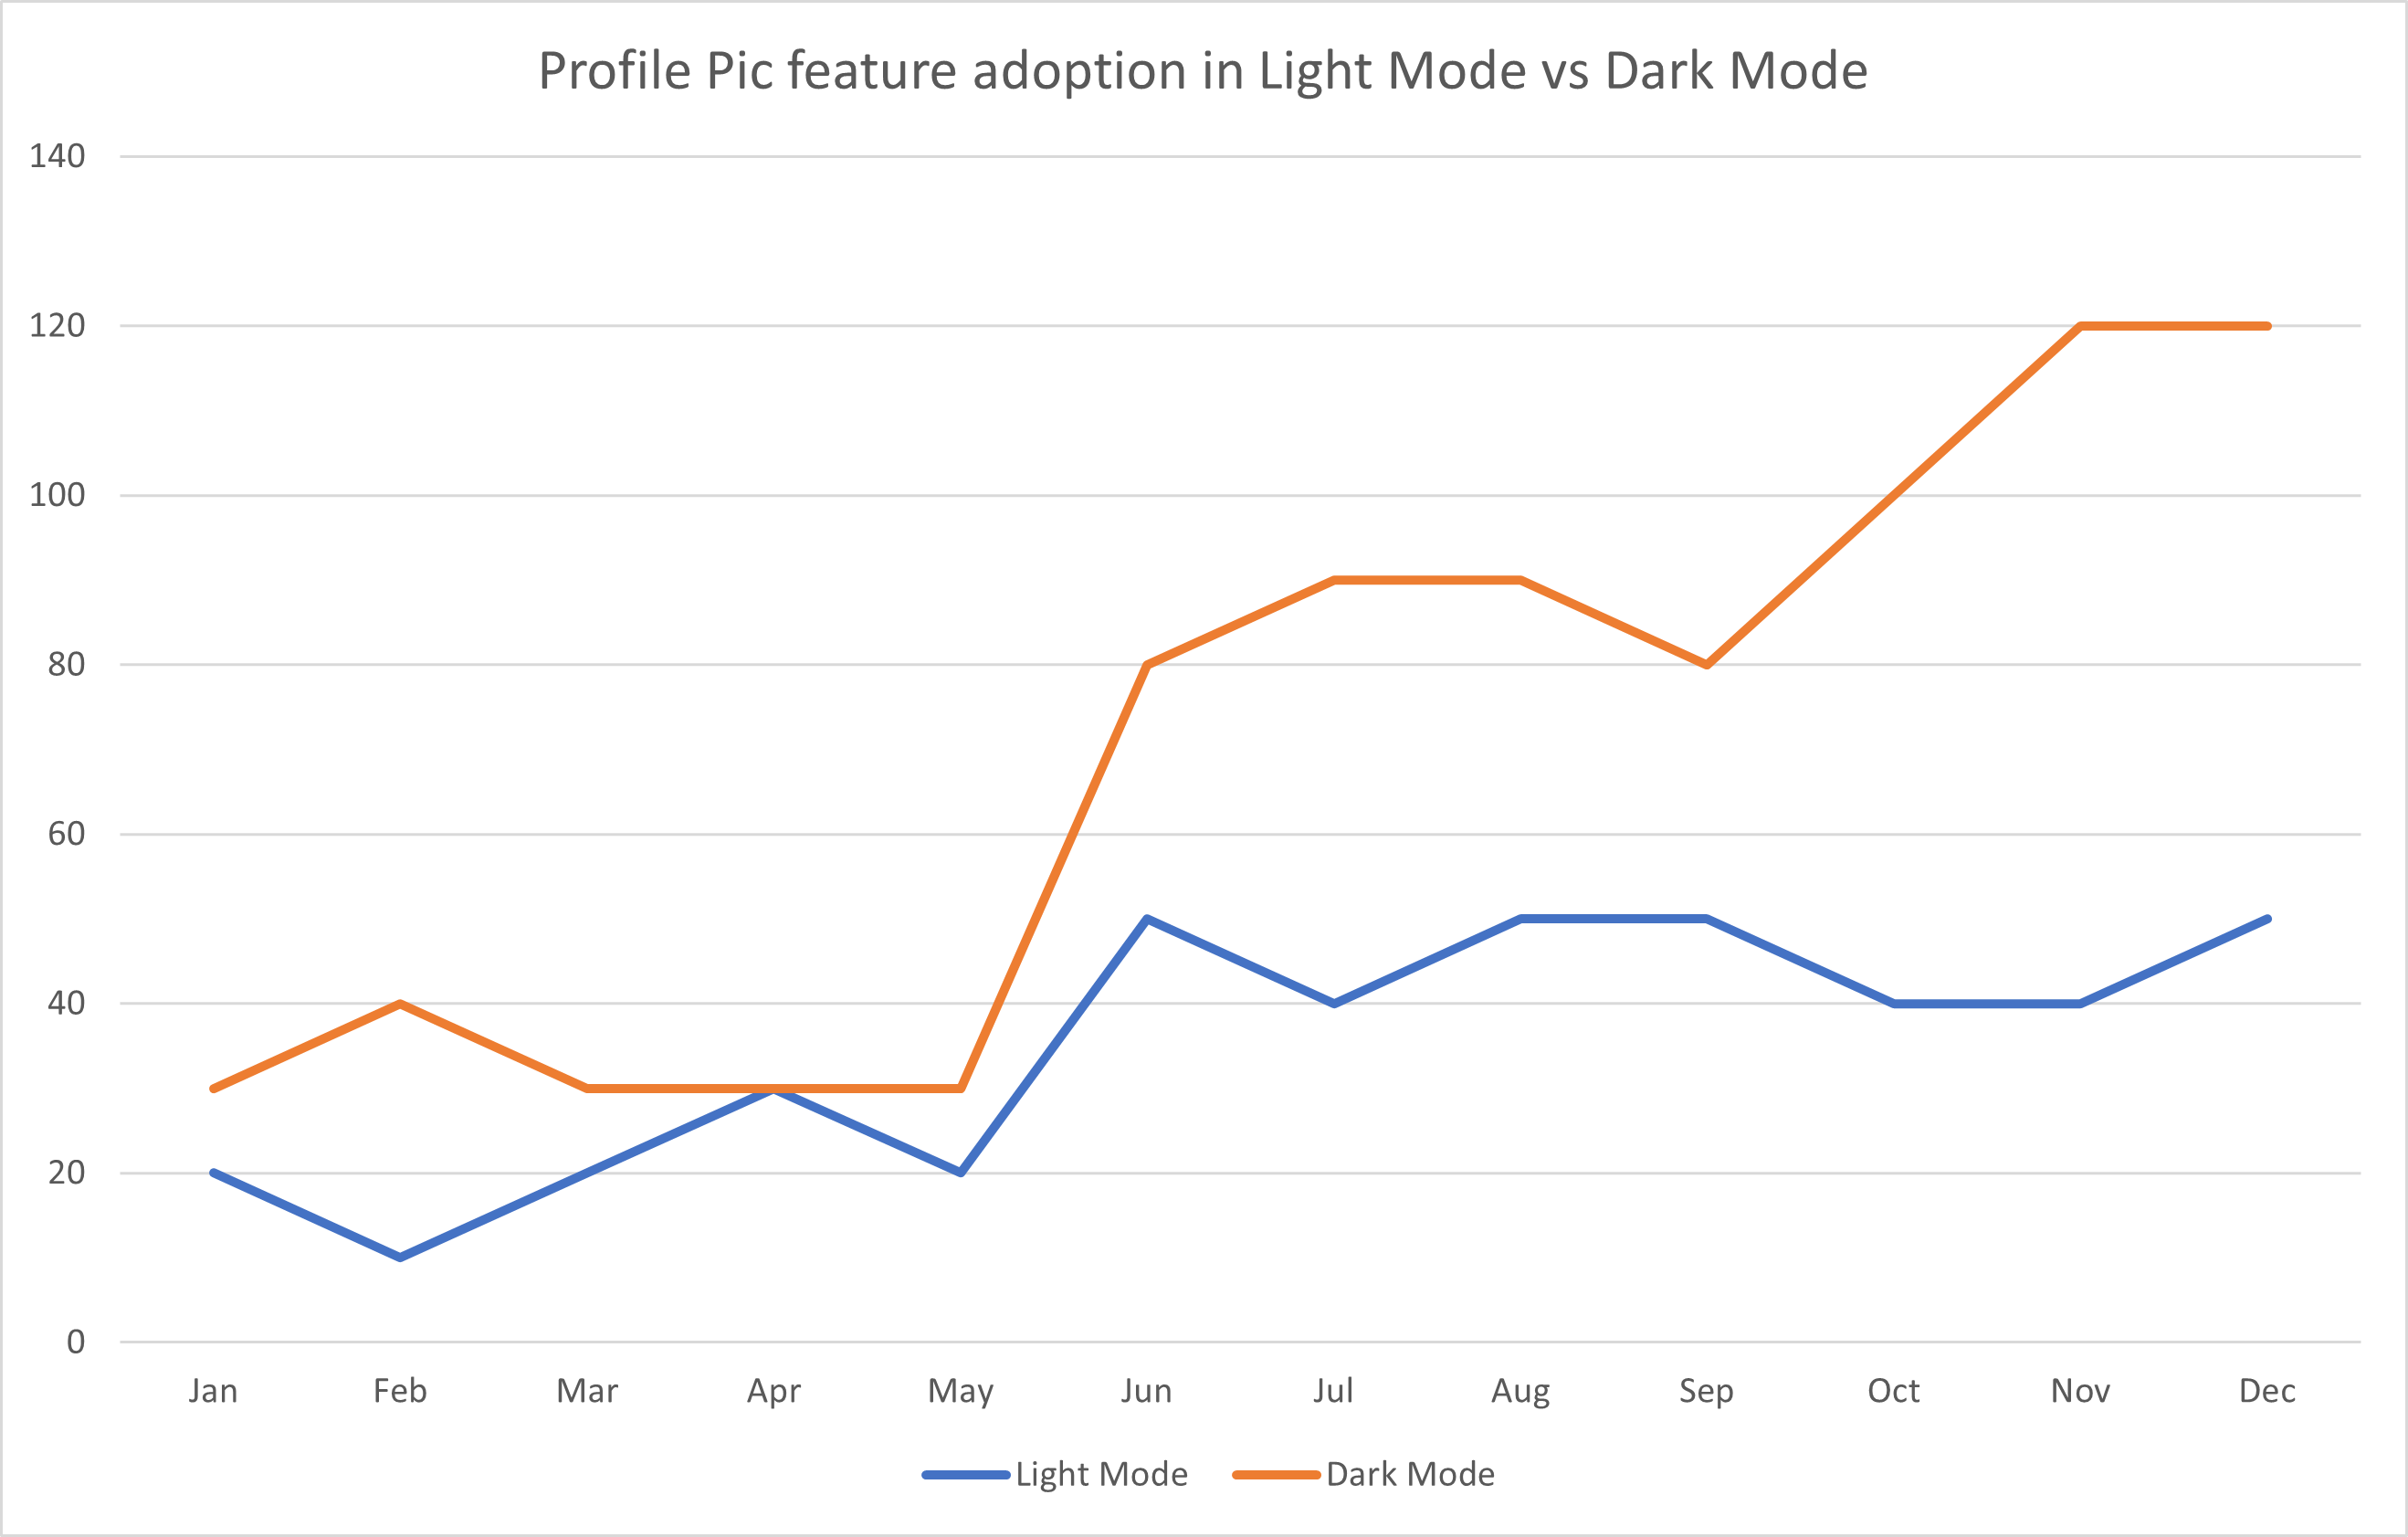 Profile Pic feature adoption in Light Mode vs Dark Mode
140
120
100
80
60
40
20
0
Jan Feb Mar Apr May Jun Jul Aug Sep Oct Nov Dec
Light Mode Dark Mode